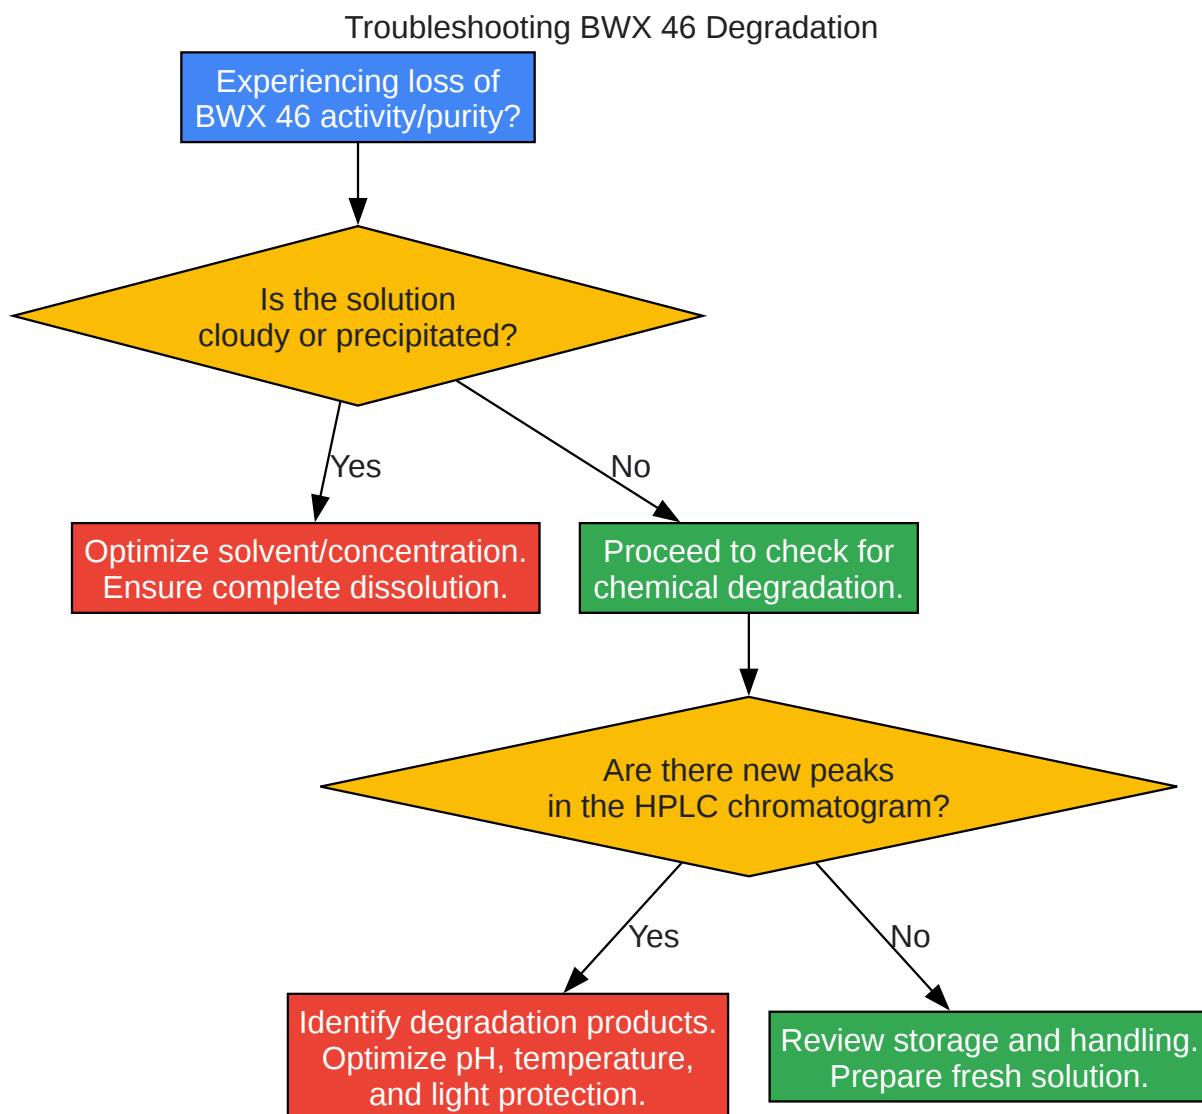 Troubleshooting BWX 46 Degradation
Experiencing loss of
BWX 46 activity/purity?
Is the solution
cloudy or precipitated?
Yes
No
Optimize solvent/concentration.
Ensure complete dissolution.
Proceed to check for
chemical degradation.
Are there new peaks
in the HPLC chromatogram?
Yes
No
Identify degradation products.
Optimize pH, temperature,
and light protection.
Review storage and handling.
Prepare fresh solution.